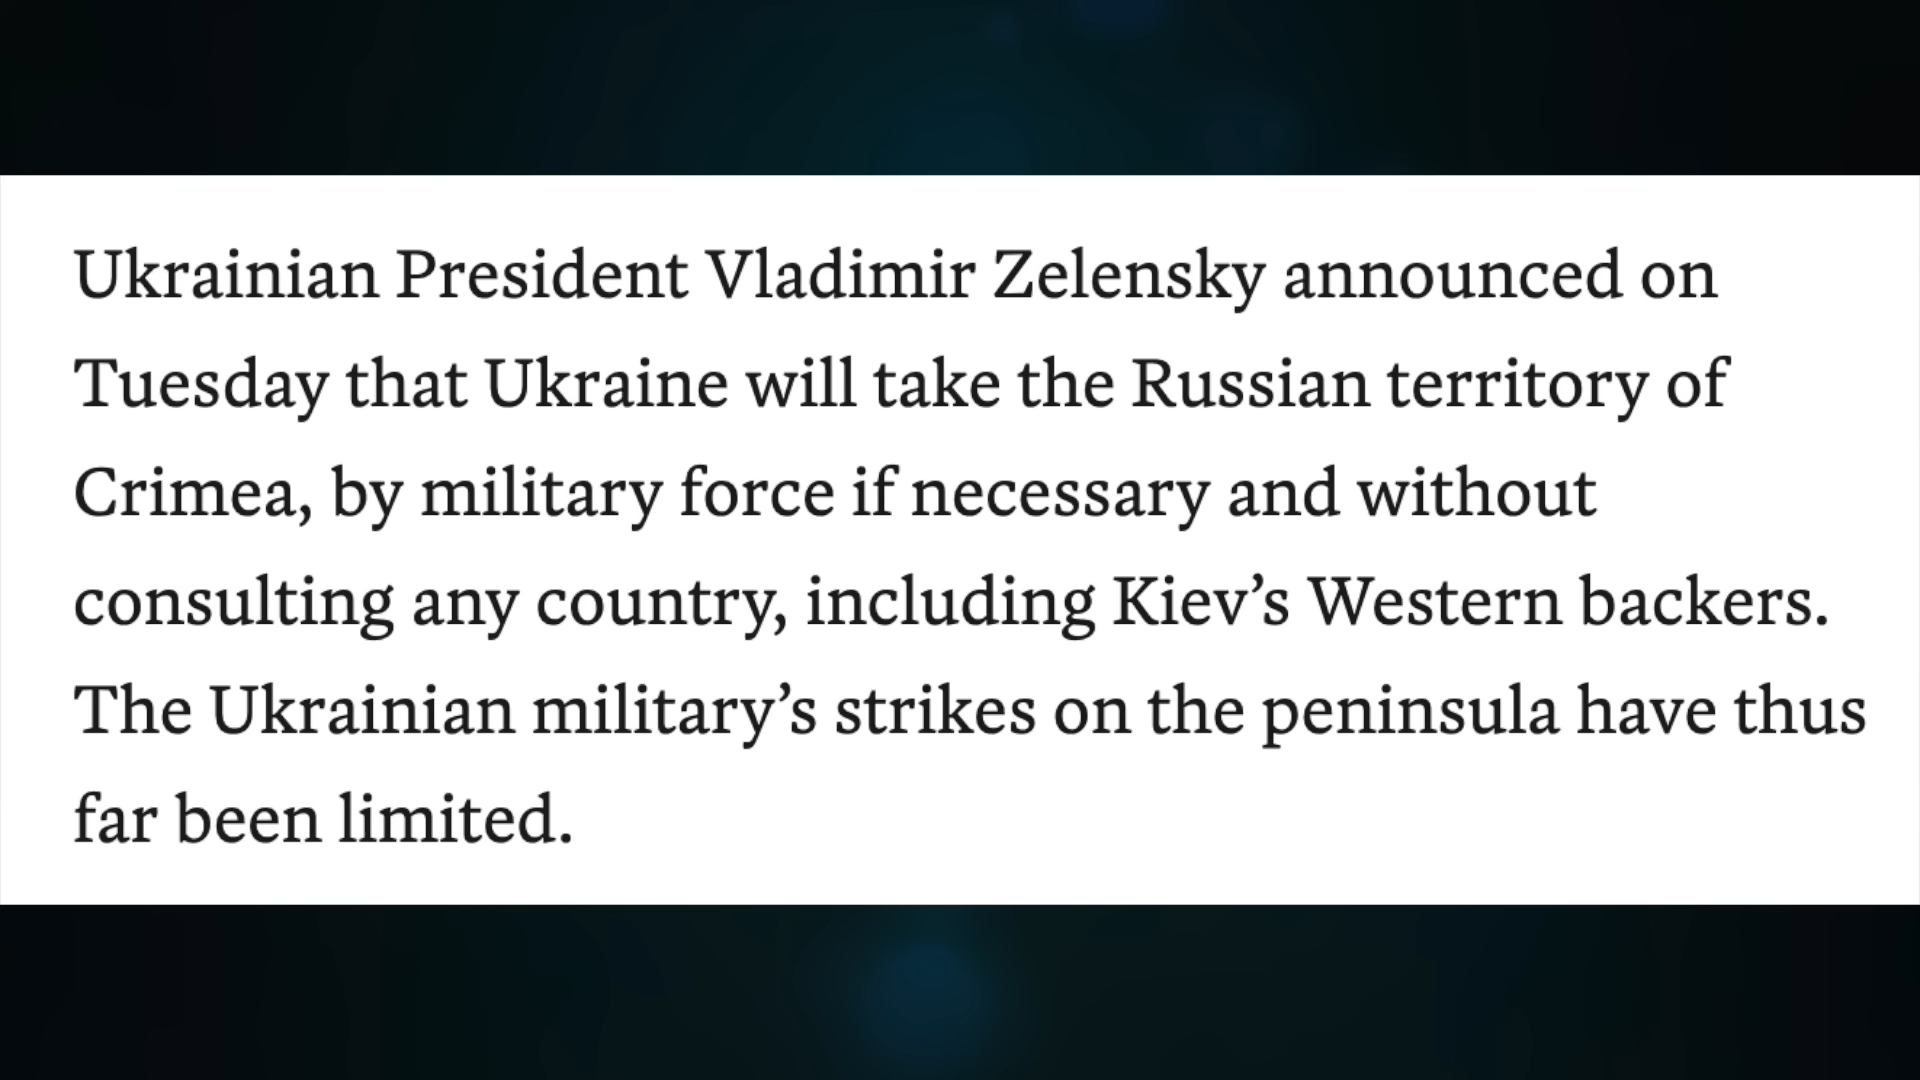 Ukrainian President Vladimir Zelensky announced on
Tuesday that Ukraine will take the Russian territory of
Crimea, by military force if necessary and without
consulting any country, including Kiev’s Western backers.
The Ukrainian military’s strikes on the peninsula have thus
far been limited.